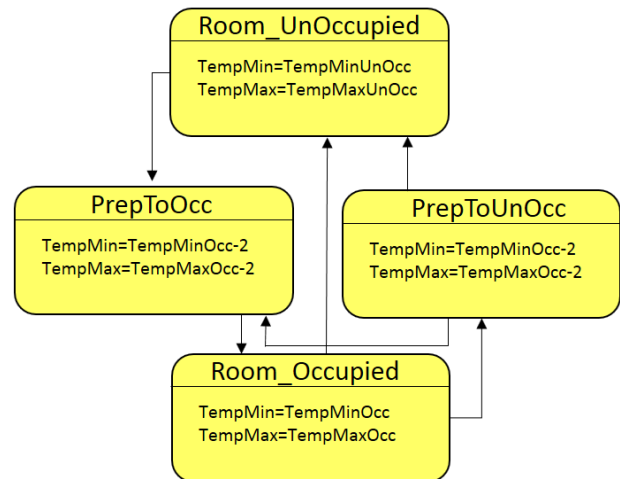 Room_UnOccupied
TempMin=TempMinUnOcc
TempMax=TempMaxUnOcc
PrepToOcc
TempMin=TempMinOcc-2
TempMax=TempMaxOcc-2
PrepToUnOcc
TempMin=TempMinOcc-2
TempMax=TempMaxOcc-2
Room_Occupied
TempMin=TempMinOcc
TempMax=TempMaxOcc